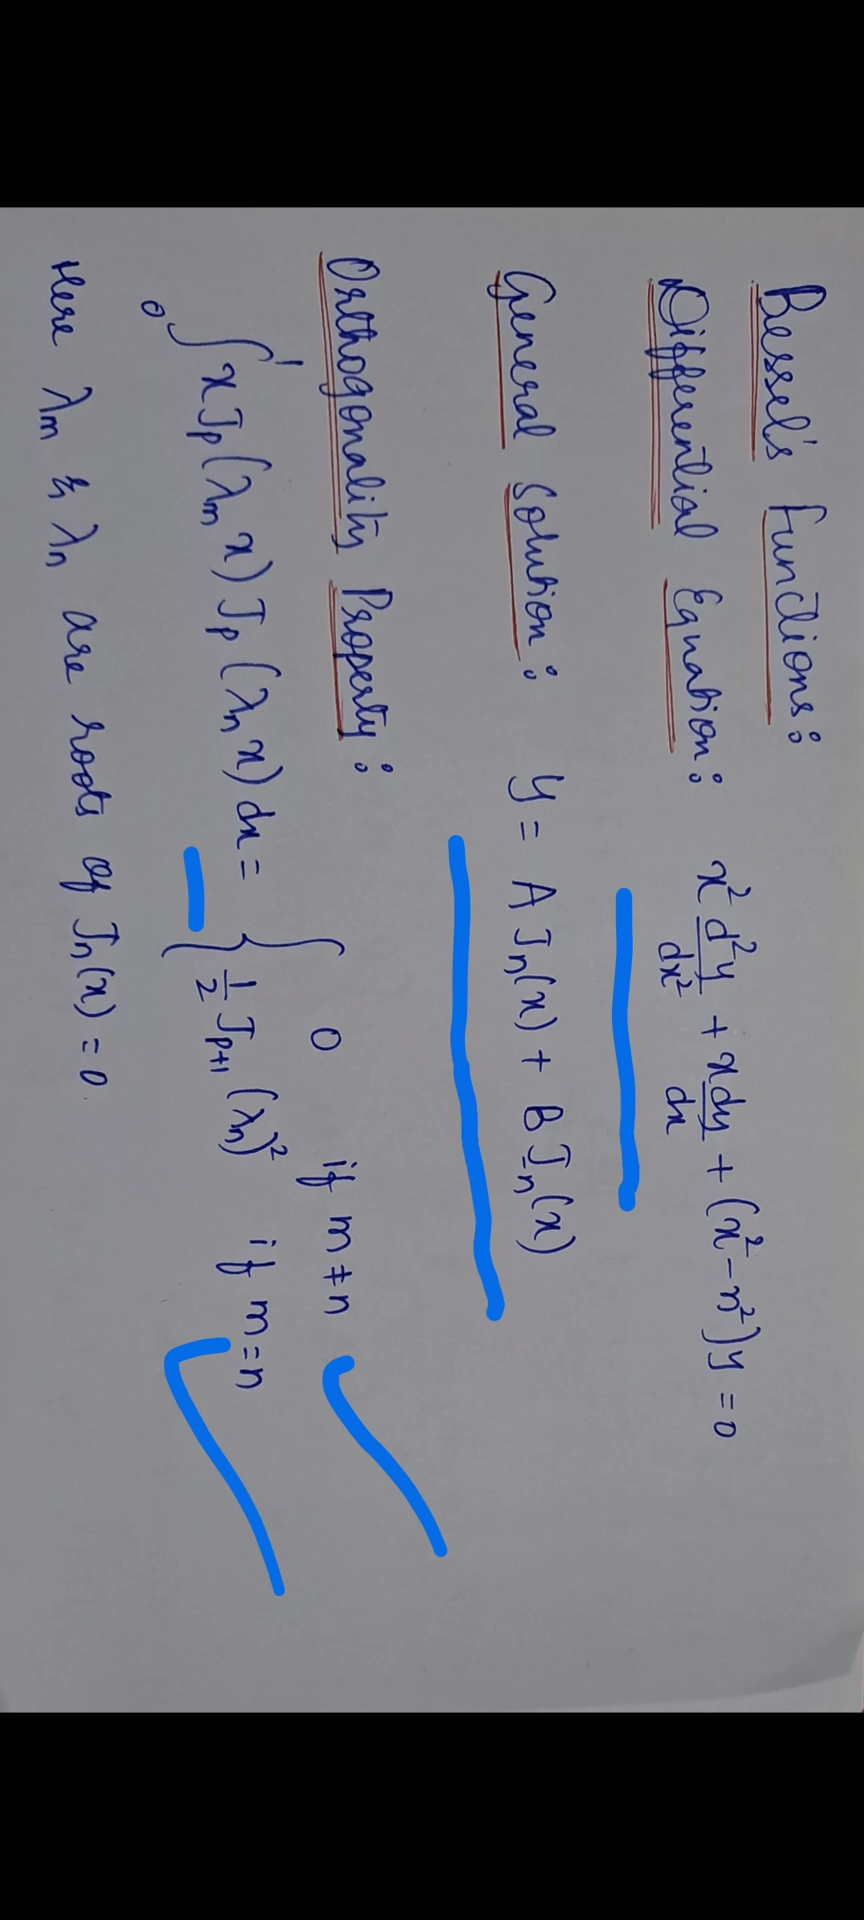 Bessel's Functions:
Differential Equation: x² d²y/dx² + x dy/dx + (x² - n²)y = 0
General Solution: y = A Jₙ(x) + B J₋ₙ(x)
Orthogonality Property:
₀∫¹ x Jₚ(λₘ x) Jₚ(λₙ x) dx = { 0 if m ≠ n
{ 1/2 Jₚ₊₁(λₙ)² if m = n
Here λₘ & λₙ are roots of Jₙ(x) = 0.